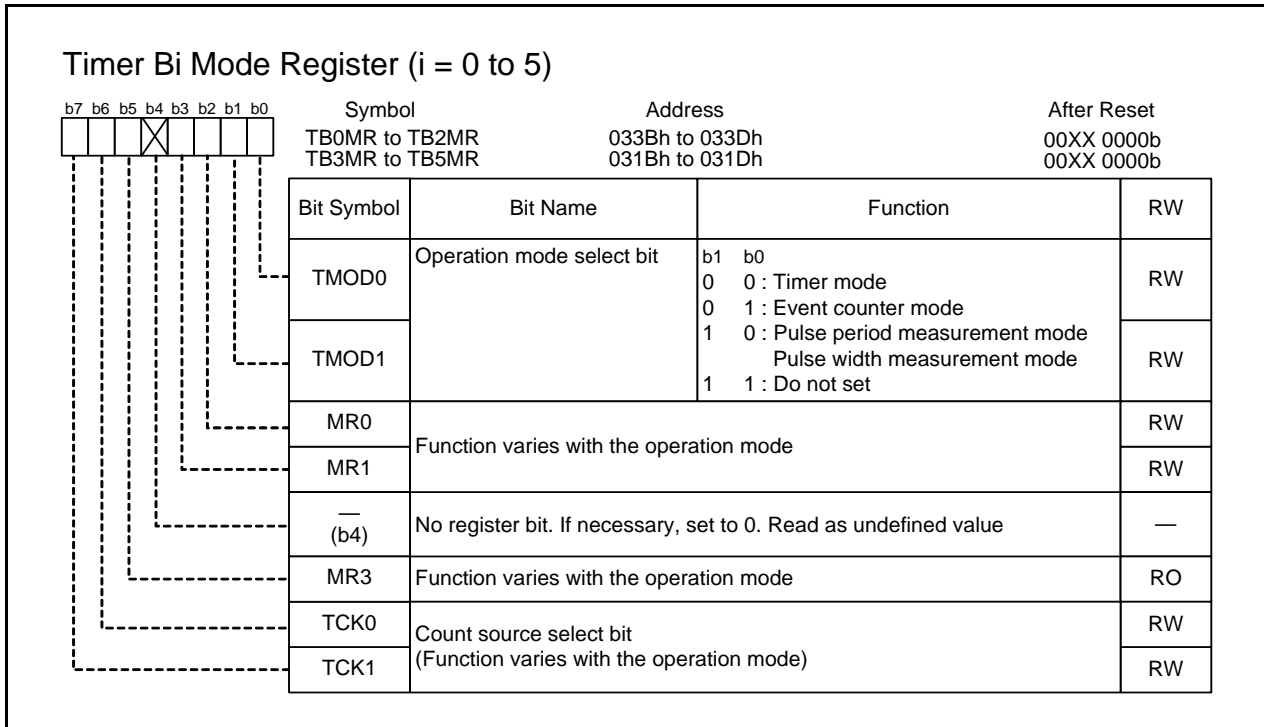 Timer Bi Mode Register (i = 0 to 5)
b7 b6 b5 b4 b3 b2 b1 b0
Symbol Address After Reset
TB0MR to TB2MR 033Bh to 033Dh 00XX 0000b
TB3MR to TB5MR 031Bh to 031Dh 00XX 0000b
Bit Symbol Bit Name Function RW
TMOD0 Operation mode select bit b1 b0
0 0 : Timer mode RW
0 1 : Event counter mode
TMOD1 1 0 : Pulse period measurement mode
Pulse width measurement mode RW
1 1 : Do not set
MR0 RW
Function varies with the operation mode
MR1 RW
— (b4) No register bit. If necessary, set to 0. Read as undefined value —
MR3 Function varies with the operation mode RO
TCK0 RW
Count source select bit
(Function varies with the operation mode)
TCK1 RW